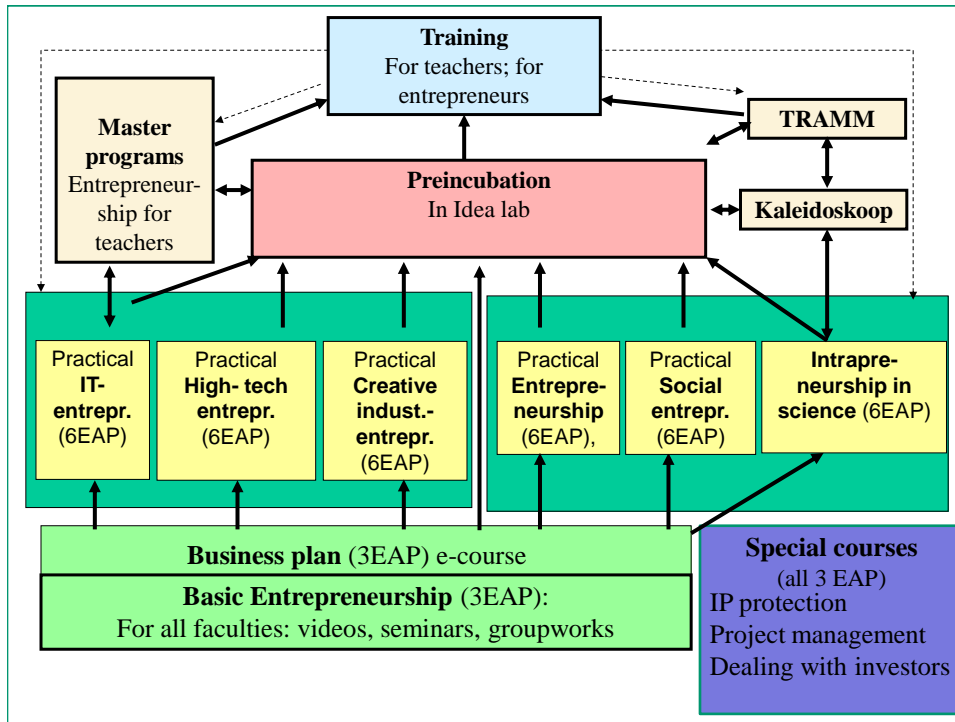 Training
For teachers; for
entrepreneurs
Master
programs
Entrepreneur-
ship for
teachers
TRAMM
Preincubation
In Idea lab
Kaleidoskoop
Practical
IT-
entrepr.
(6EAP)
Practical
High- tech
entrepr.
(6EAP)
Practical
Creative
indust.-
entrepr.
(6EAP)
Practical
Entrepre-
neurship
(6EAP),
Practical
Social
entrepr.
(6EAP)
Intrapre-
neurship in
science (6EAP)
Business plan (3EAP) e-course
Basic Entrepreneurship (3EAP):
For all faculties: videos, seminars, groupworks
Special courses
(all 3 EAP)
IP protection
Project management
Dealing with investors